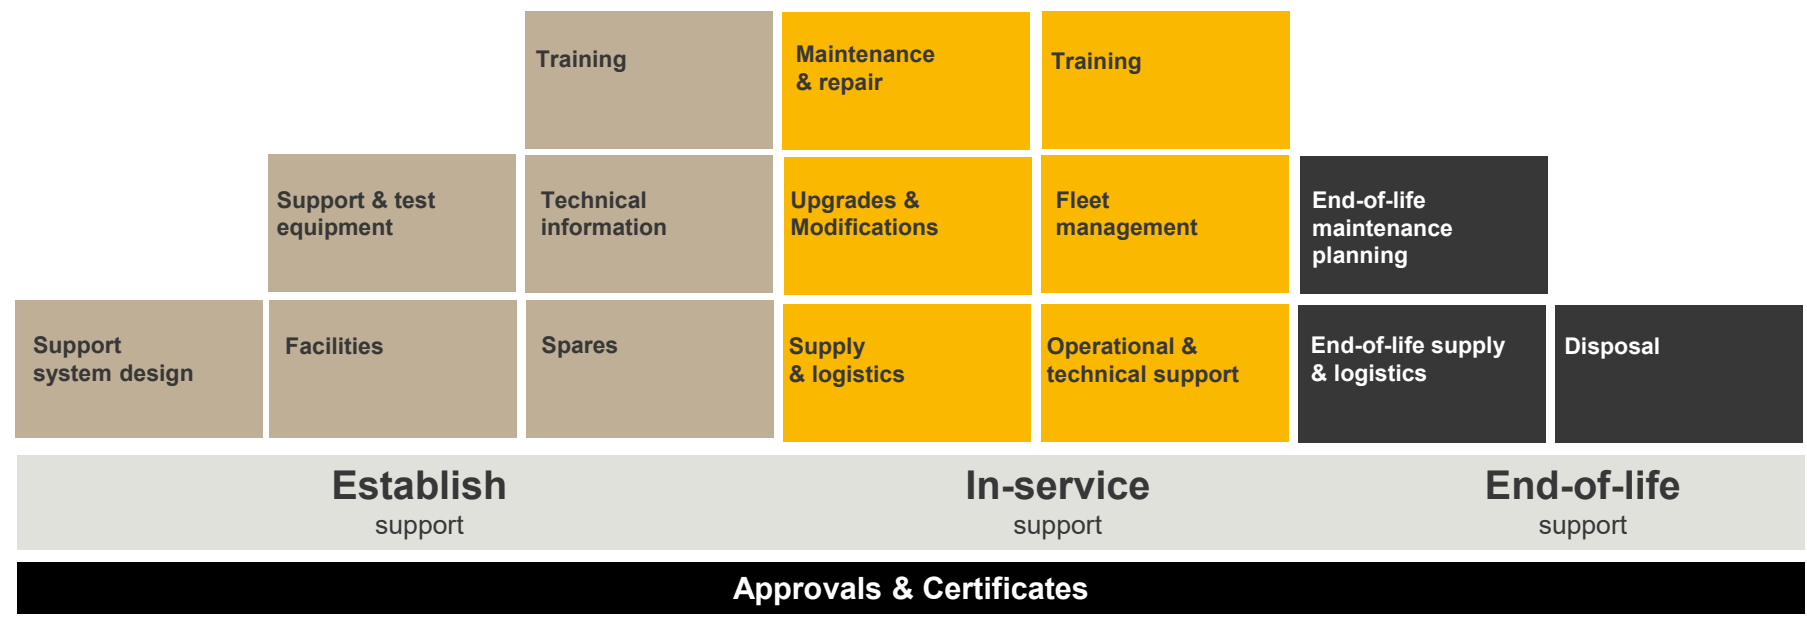 Training
Maintenance
& repair
Training
Support & test
equipment
Technical
information
Upgrades &
Modifications
Fleet
management
End-of-life
maintenance
planning
Support
system design
Facilities
Spares
Supply
& logistics
Operational &
technical support
End-of-life supply
& logistics
Disposal
Establish
support
In-service
support
End-of-life
support
Approvals & Certificates